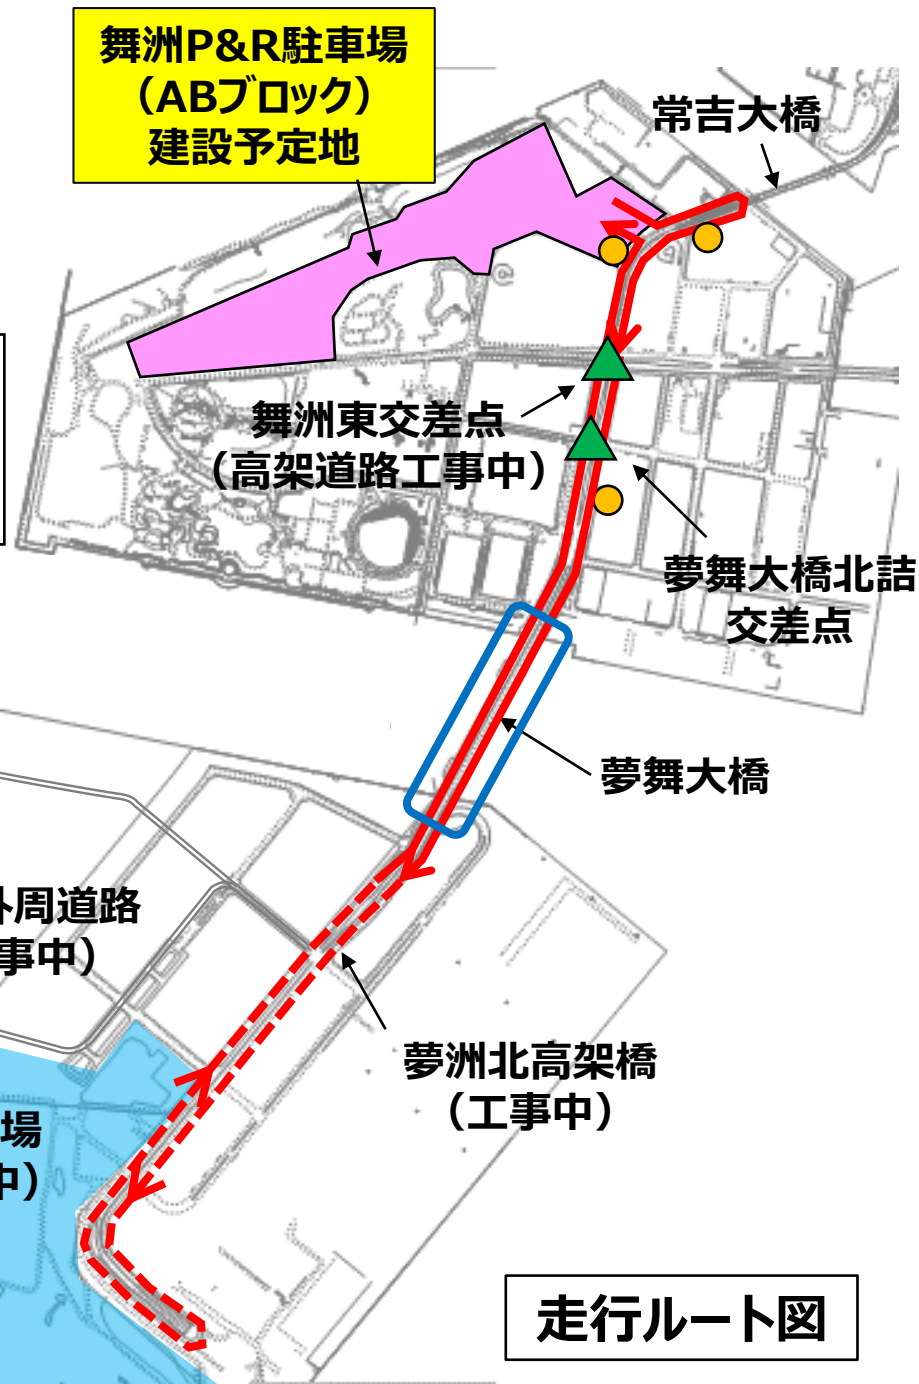 舞洲P&R駐車場
（ABブロック）
建設予定地
常吉大橋
舞洲東交差点
（高架道路工事中）
夢舞大橋北詰
交差点
夢舞大橋
外周道路
事中）
夢洲北高架橋
（工事中）
場
中）
走行ルート図